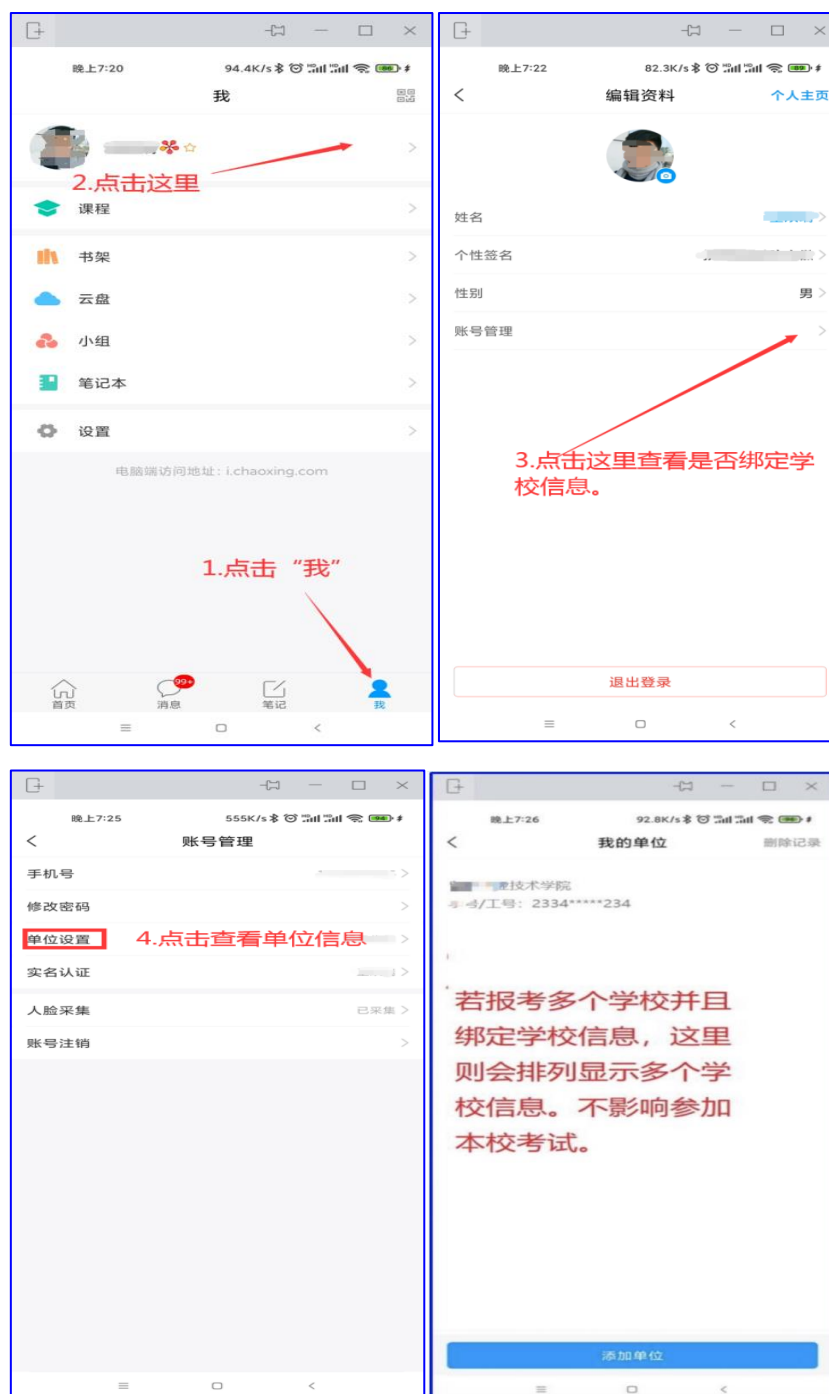 晚上7:20
94.4K/s
我
2.点击这里
课程
书架
云盘
小组
笔记本
设置
电脑端访问地址：i.chaoxing.com
1.点击“我”
99+
首页
消息
笔记
我
晚上7:22
82.3K/s
编辑资料
个人主页
姓名
个性签名
性别
男
账号管理
3.点击这里查看是否绑定学
校信息。
退出登录
晚上7:25
555K/s
账号管理
手机号
修改密码
单位设置
4.点击查看单位信息
实名认证
人脸采集
已采集
账号注销
晚上7:26
92.8K/s
我的单位
删除记录
技术学院
/工号：2334*****234
若报考多个学校并且
绑定学校信息，这里
则会排列显示多个学
校信息。不影响参加
本校考试。
添加单位